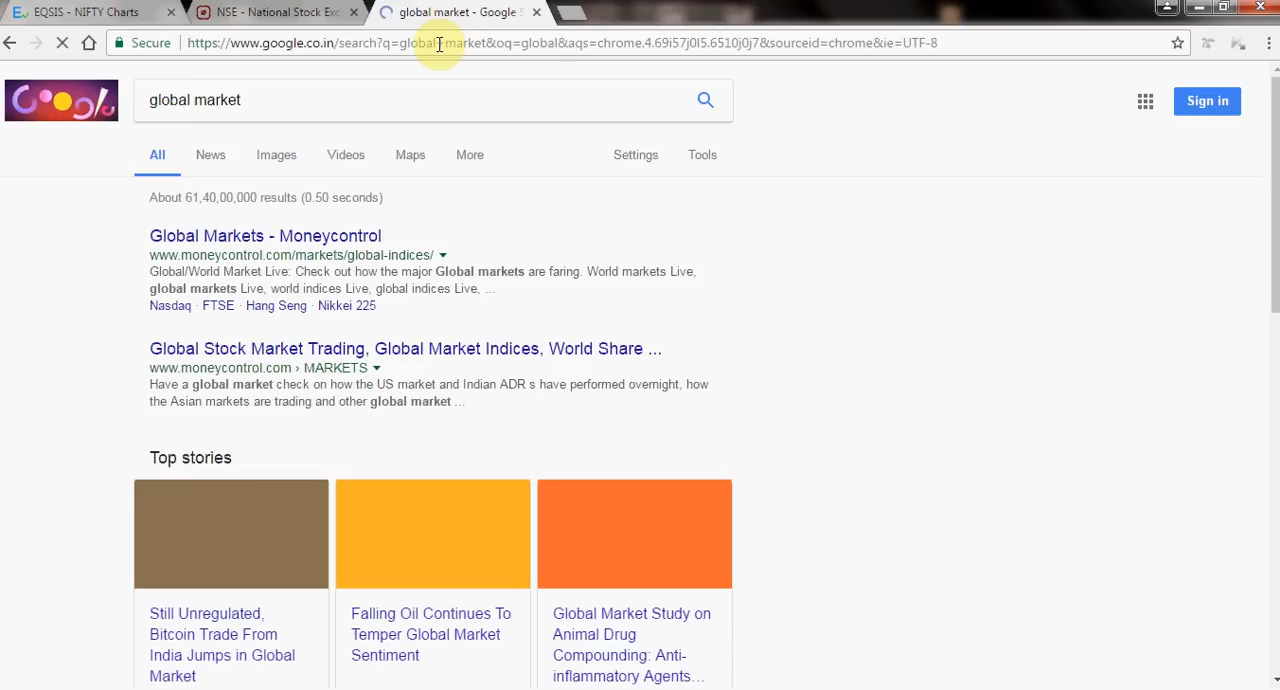 EQSIS - NIFTY Charts
NSE - National Stock Exc
global market - Google S
Secure
https://www.google.co.in/search?q=global+market&oq=global&aqs=chrome.4.69i57j0l5.6510j0j7&sourceid=chrome&ie=UTF-8
global market
Sign in
All News Images Videos Maps More Settings Tools
About 61,40,00,000 results (0.50 seconds)
Global Markets - Moneycontrol
www.moneycontrol.com/markets/global-indices/
Global/World Market Live: Check out how the major Global markets are faring. World markets Live,
global markets Live, world indices Live, global indices Live, ...
Nasdaq · FTSE · Hang Seng · Nikkei 225
Global Stock Market Trading, Global Market Indices, World Share ...
www.moneycontrol.com › MARKETS
Have a global market check on how the US market and Indian ADR s have performed overnight, how
the Asian markets are trading and other global market ...
Top stories
Still Unregulated,
Bitcoin Trade From
India Jumps in Global
Market
Falling Oil Continues To
Temper Global Market
Sentiment
Global Market Study on
Animal Drug
Compounding: Anti-
inflammatory Agents...